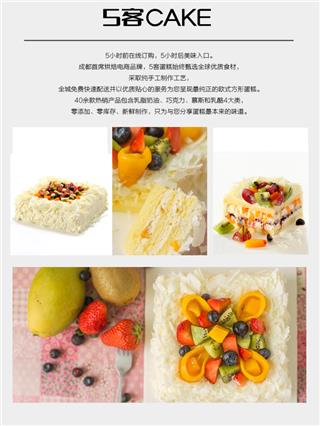 5客CAKE
5小时前在线订购，5小时后美味入口。
成都首席烘焙电商品牌，5客蛋糕始终甄选全球优质食材，
采取纯手工制作工艺，
全城免费快速配送并以优质贴心的服务为您呈现最纯正的欧式方形蛋糕。
40余款热销产品包含乳脂奶油、巧克力、慕斯和乳酪4大类，
零添加、零库存、新鲜制作，只为与您分享蛋糕最本来的味道。